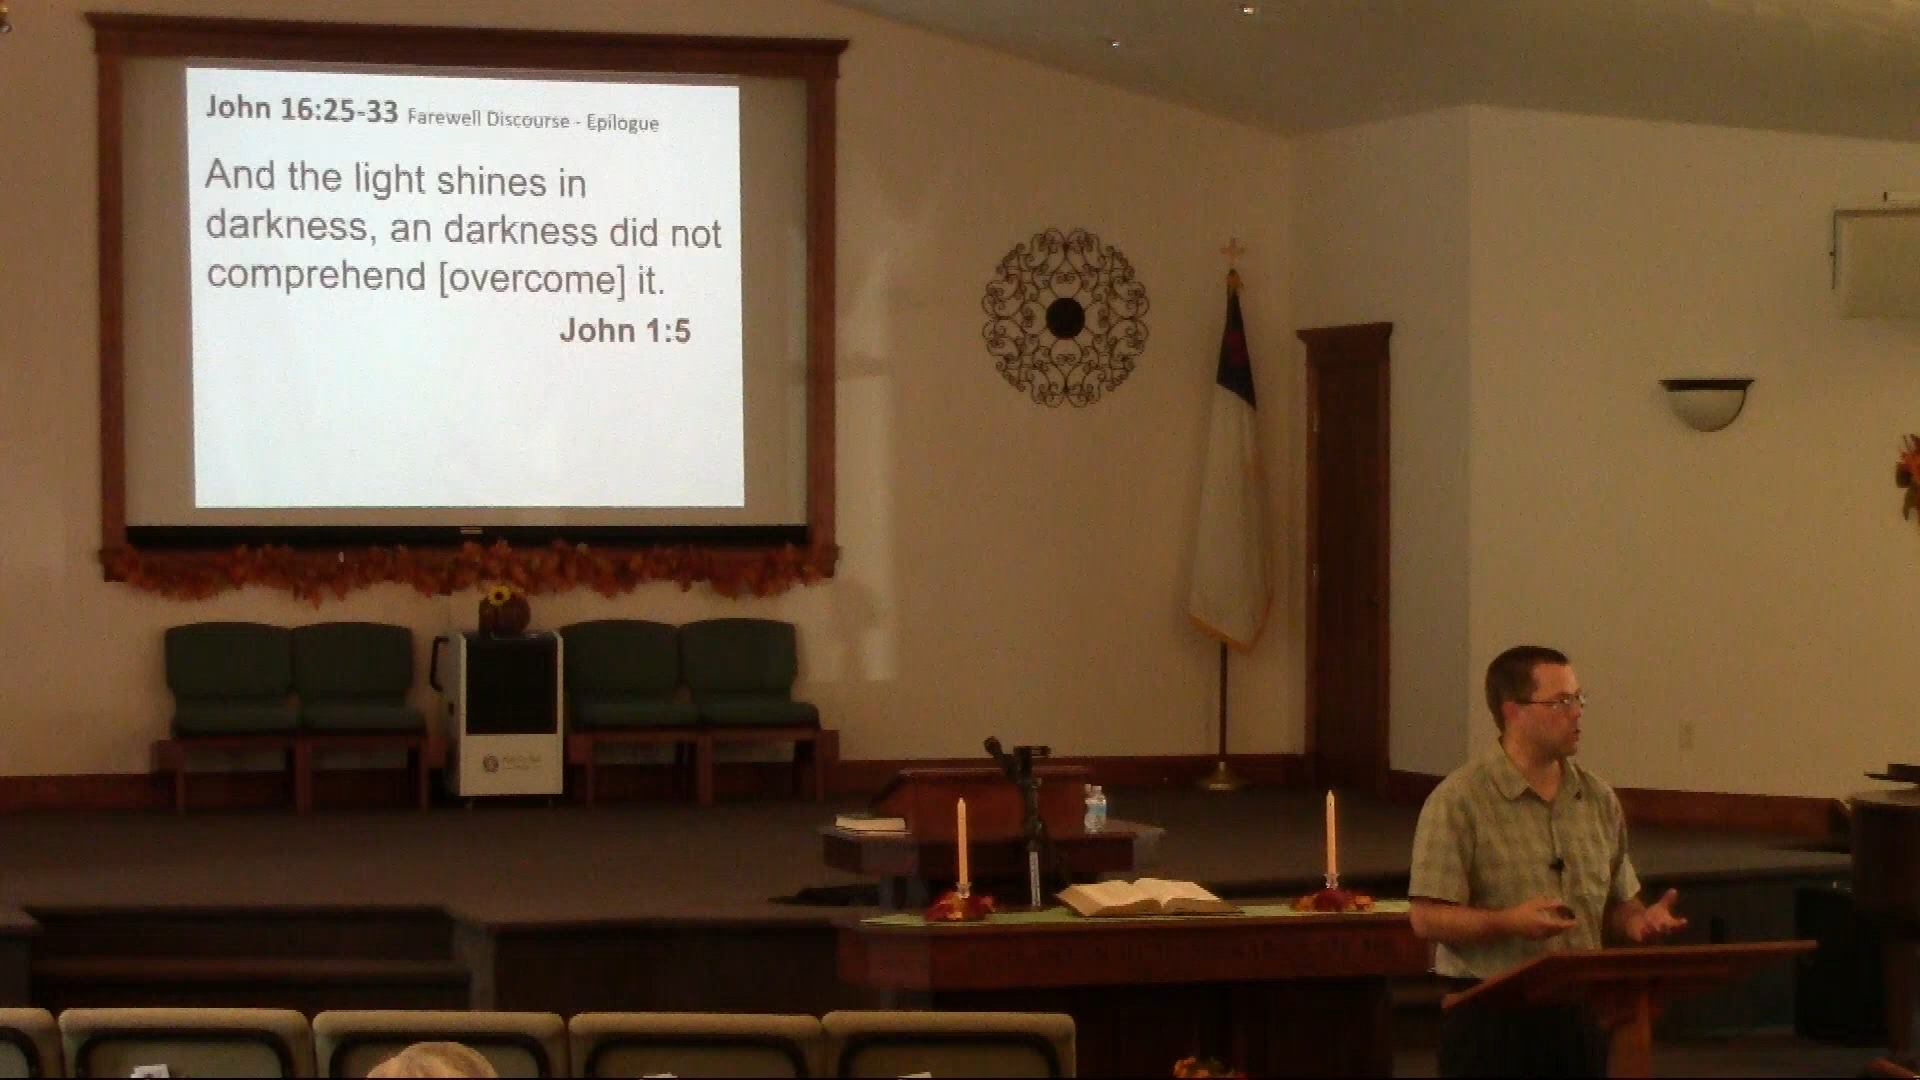 John 16:25-33 Farewell Discourse - Epilogue
And the light shines in
darkness, an darkness did not
comprehend [overcome] it.
John 1:5